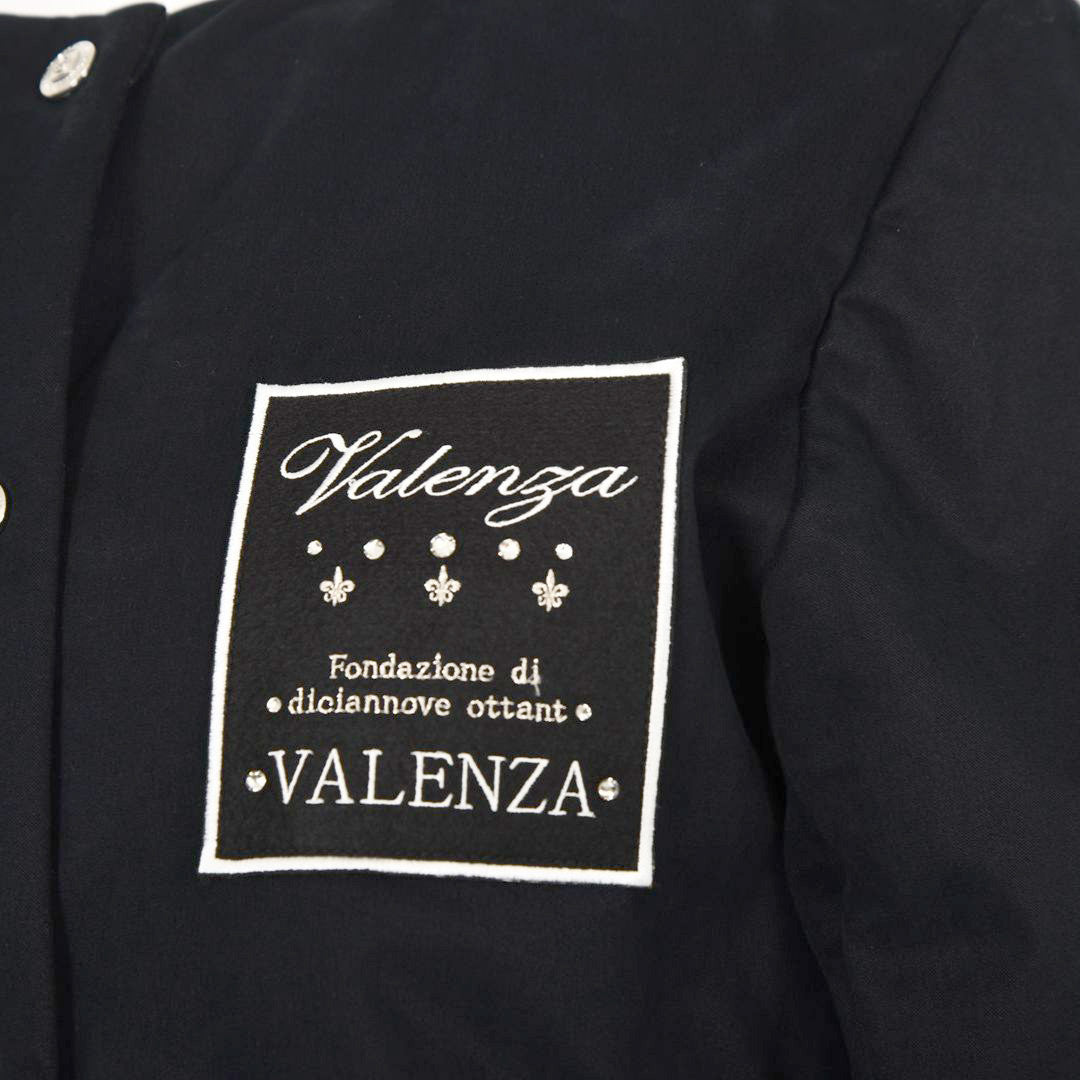 Valenza
Fondazione di
diciannove ottant
VALENZA